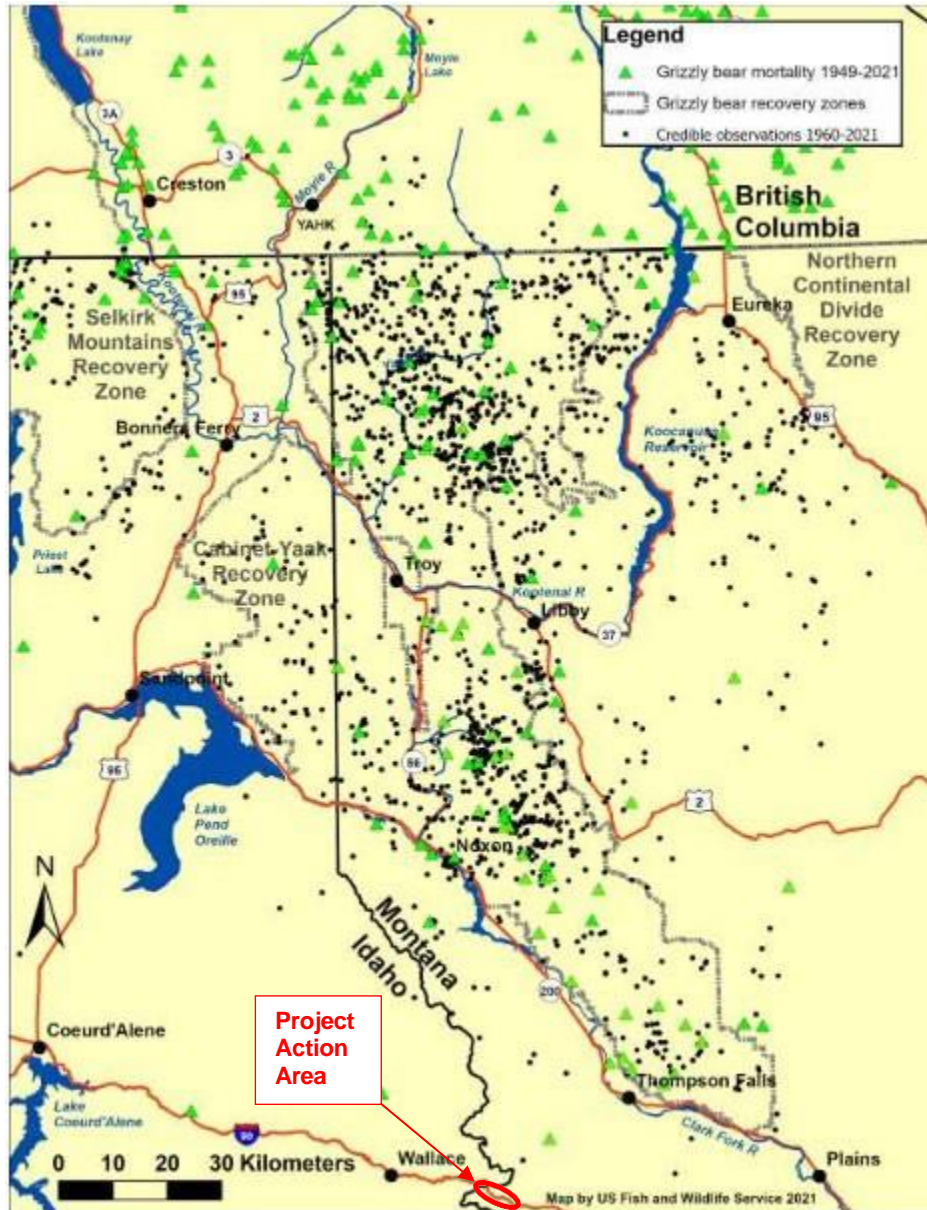 Legend
Grizzly bear mortality 1949-2021
Grizzly bear recovery zones
Credible observations 1960-2021
Kootenay
Lake
Moyie
Lake
3A
3
Creston
Moyie R
YAHK
British
Columbia
Northern
Continental
Divide
Recovery
Zone
Eureka
95
Kootenay R
95
Selkirk
Mountains
Recovery
Zone
2
Bonners Ferry
Koocanusa
Reservoir
Priest
Lake
Cabinet-Yaak
Recovery
Zone
Troy
Kootenai R
Libby
37
Sandpoint
56
95
2
Lake
Pend
Oreille
Noxon
N
Montana
Idaho
200
Project
Action
Area
Coeurd'Alene
Lake
Coeurd'Alene
90
Thompson Falls
Clark Fork R
0 10 20 30 Kilometers
Wallace
Plains
Map by US Fish and Wildlife Service 2021